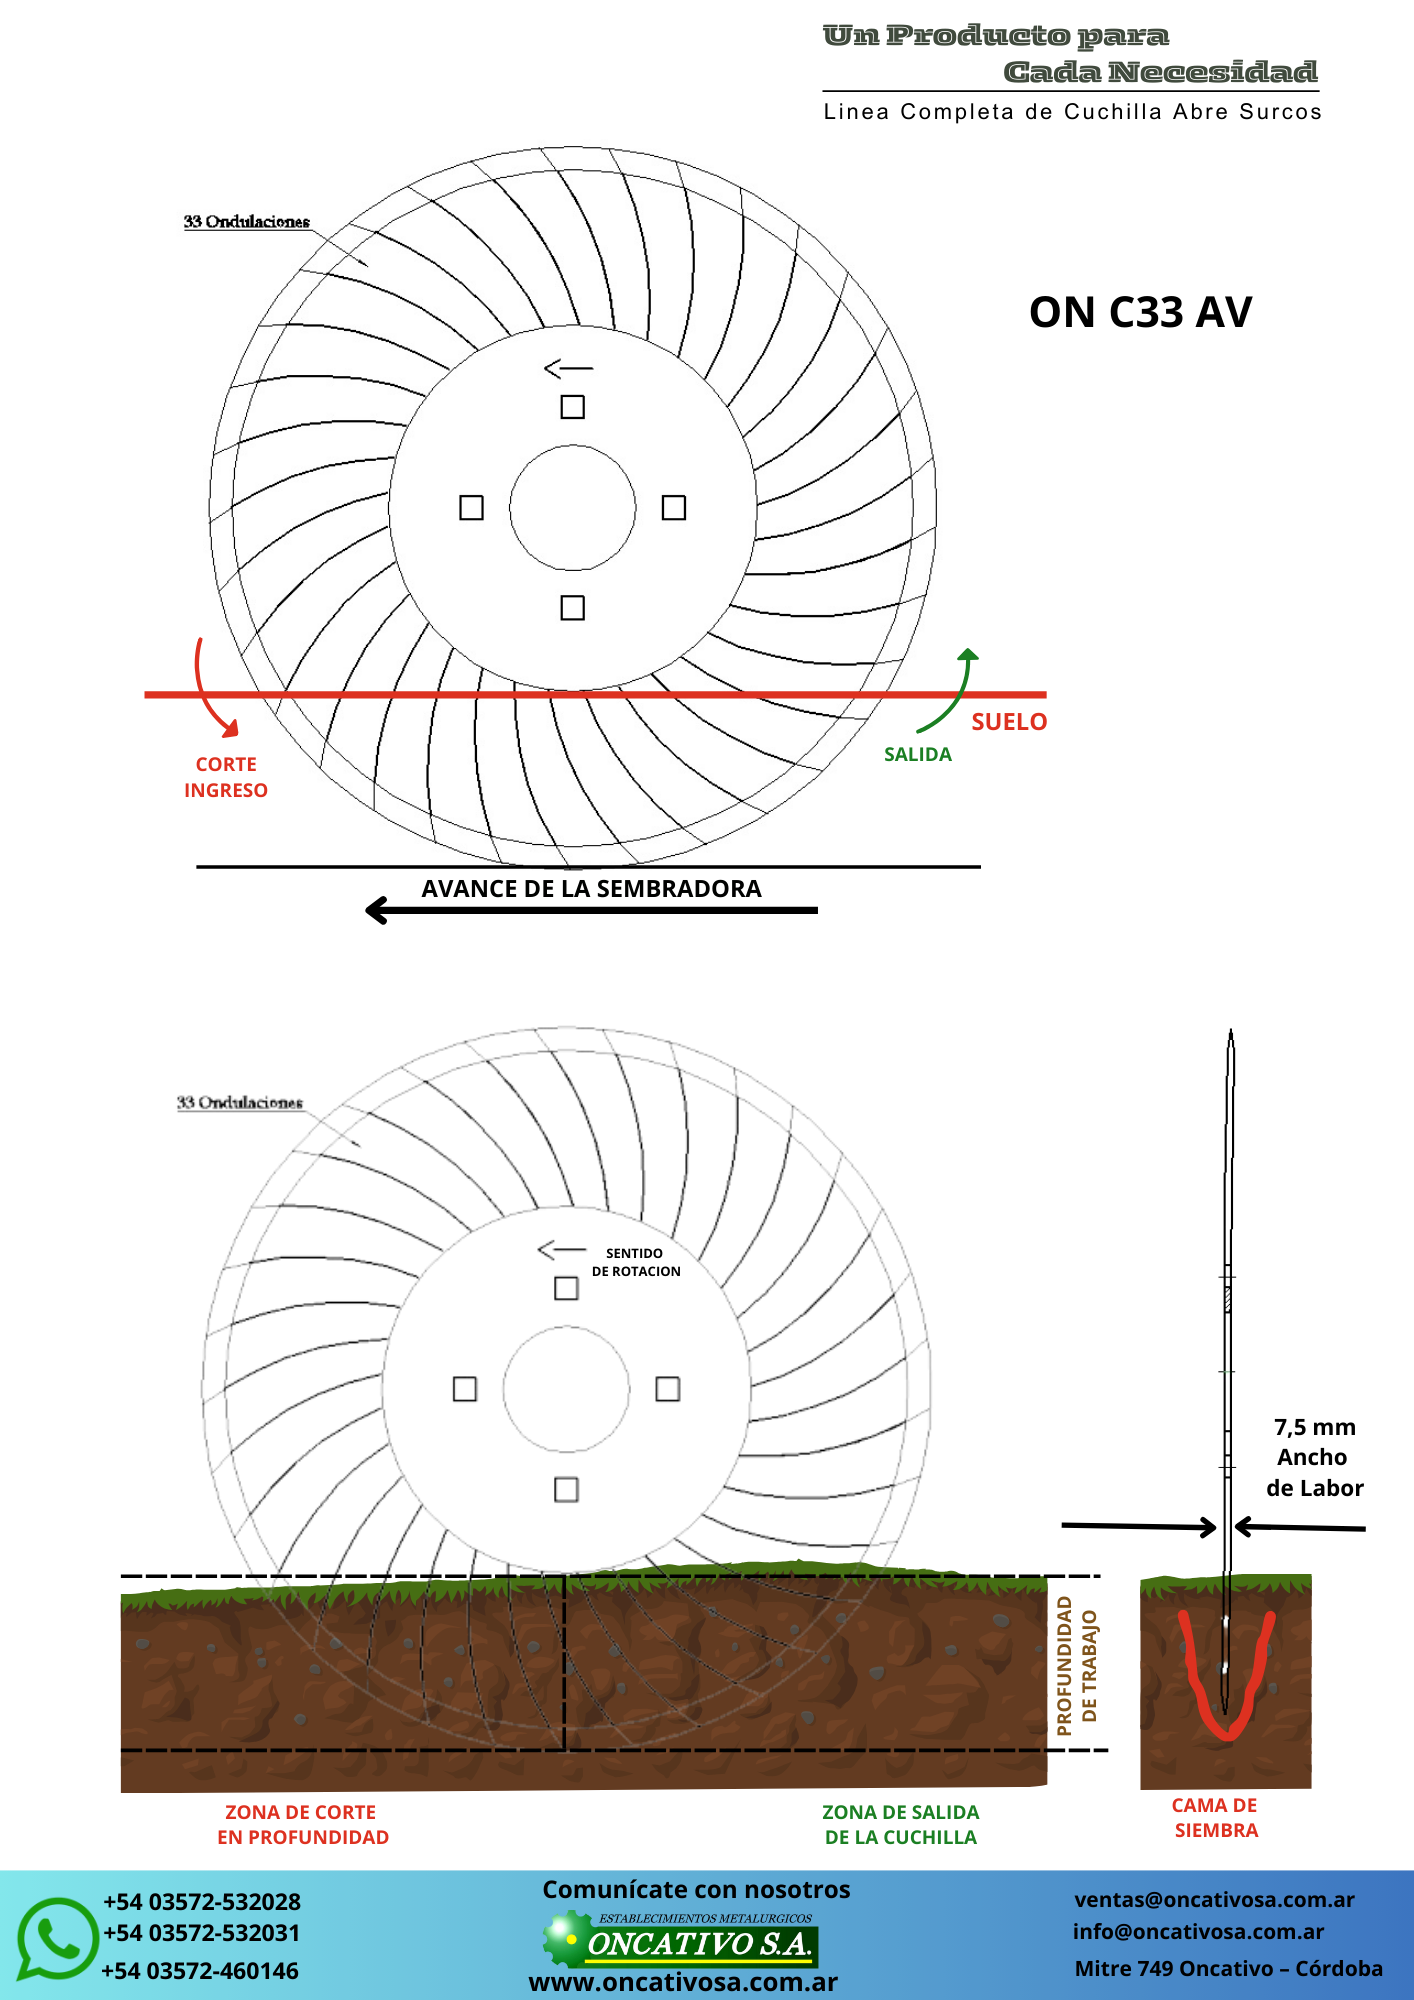 Un Producto para
Cada Necesidad
Linea Completa de Cuchilla Abre Surcos
33 Ondulaciones
ON C33 AV
SUELO
SALIDA
CORTE
INGRESO
AVANCE DE LA SEMBRADORA
33 Ondulaciones
SENTIDO
DE ROTACION
7,5 mm
Ancho
de Labor
PROFUNDIDAD
DE TRABAJO
ZONA DE CORTE
EN PROFUNDIDAD
ZONA DE SALIDA
DE LA CUCHILLA
CAMA DE
SIEMBRA
+54 03572-532028
+54 03572-532031
+54 03572-460146
Comunícate con nosotros
ESTABLECIMIENTOS METALURGICOS
ONCATIVO S.A.
www.oncativosa.com.ar
ventas@oncativosa.com.ar
info@oncativosa.com.ar
Mitre 749 Oncativo – Córdoba